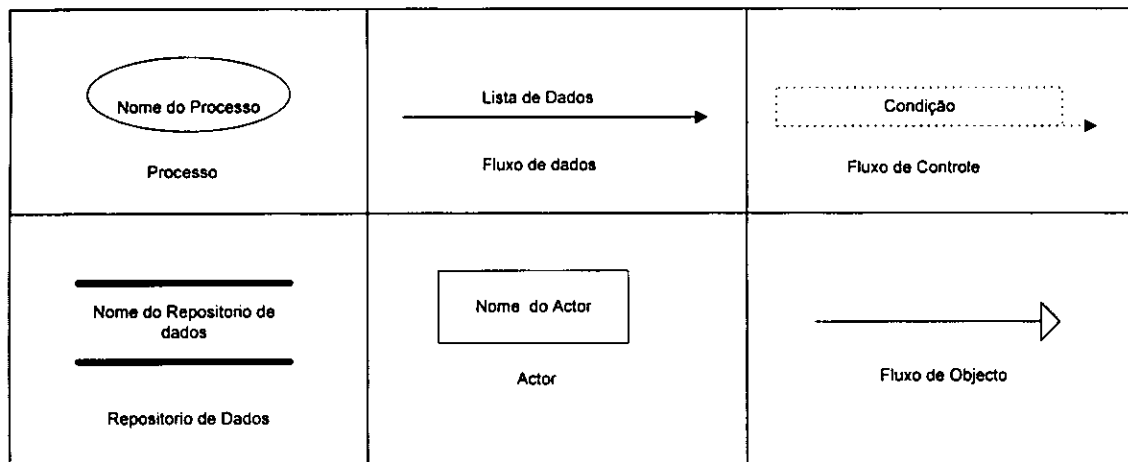 Nome do Processo
Processo
Lista de Dados
Fluxo de dados
Condição
Fluxo de Controle
Nome do Repositorio de
dados
Repositorio de Dados
Nome do Actor
Actor
Fluxo de Objecto